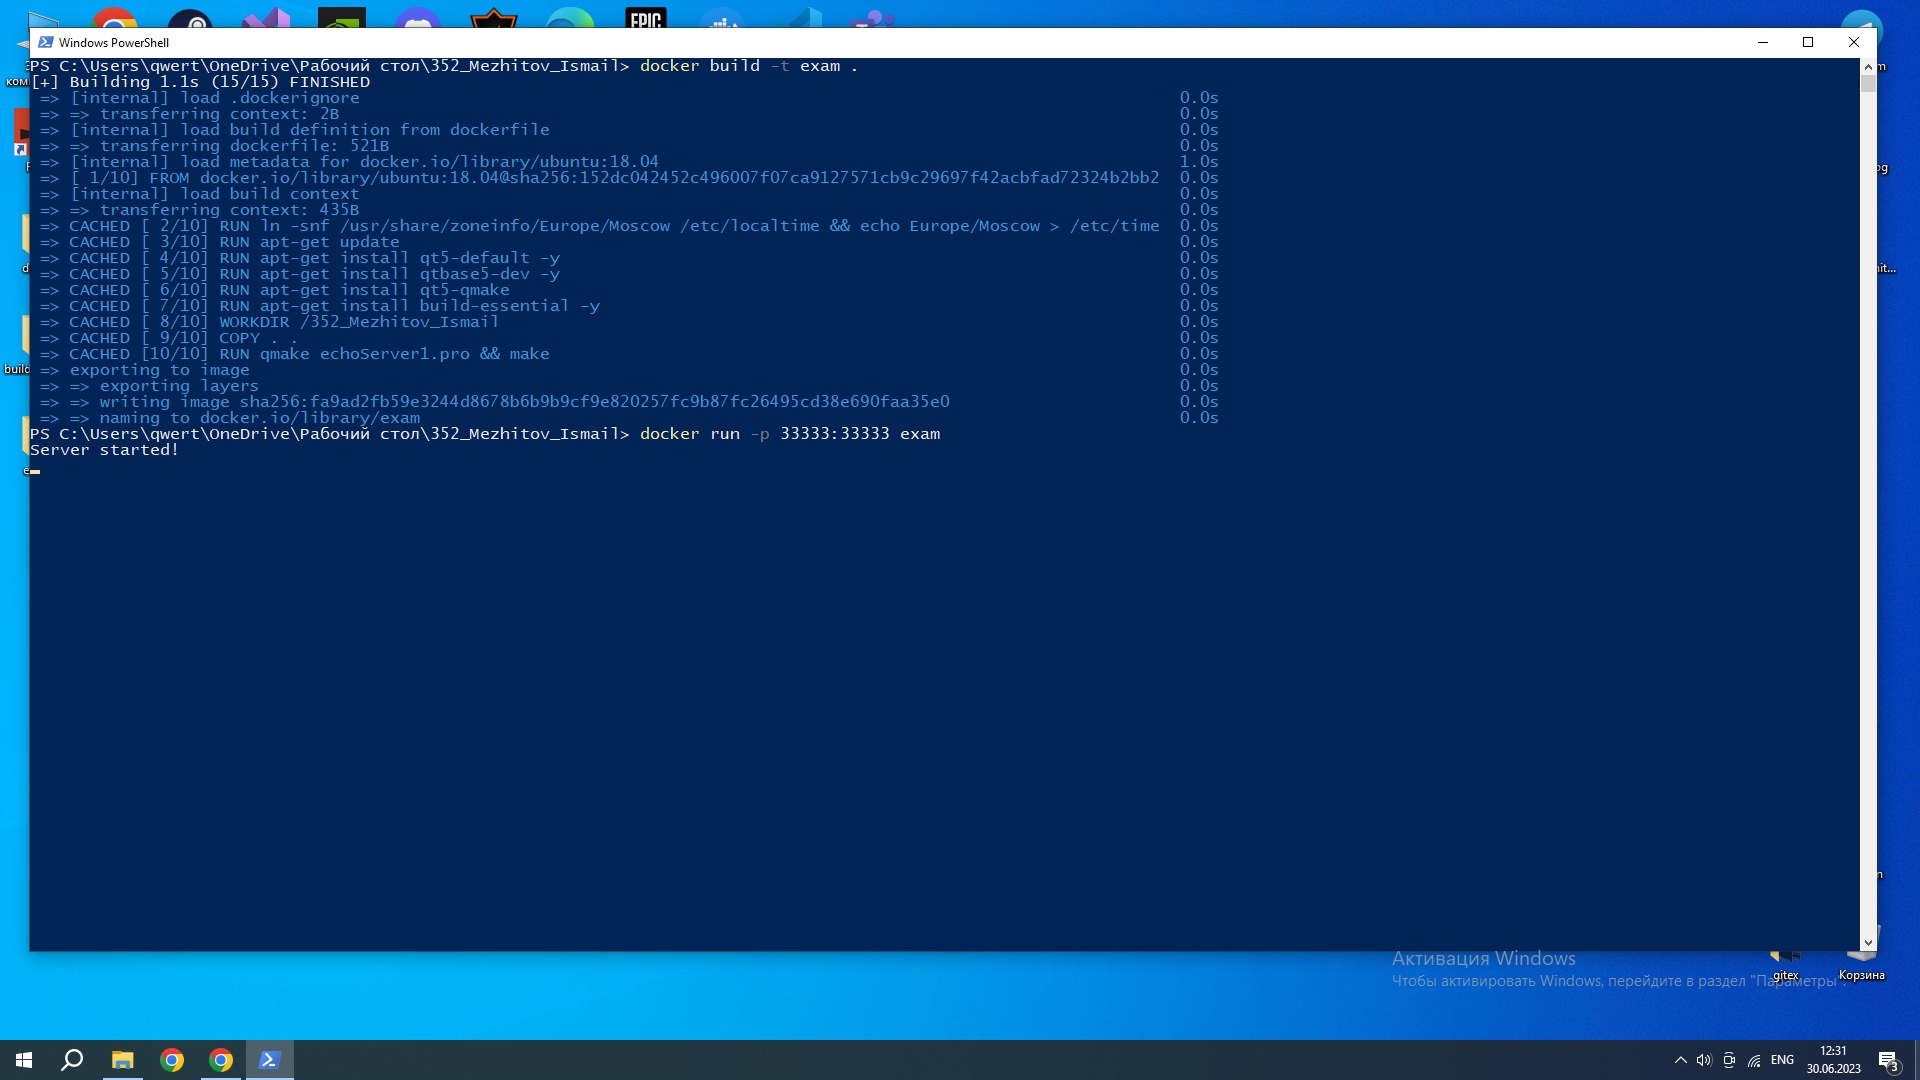 EPIC
Windows PowerShell
PS C:\Users\qwert\OneDrive\Рабочий стол\352_Mezhitov_Ismail> docker build -t exam .
[+] Building 1.1s (15/15) FINISHED
=> [internal] load .dockerignore 0.0s
=> => transferring context: 2B 0.0s
=> [internal] load build definition from dockerfile 0.0s
=> => transferring dockerfile: 521B 0.0s
=> [internal] load metadata for docker.io/library/ubuntu:18.04 1.0s
=> [ 1/10] FROM docker.io/library/ubuntu:18.04@sha256:152dc042452c496007f07ca9127571cb9c29697f42acbfad72324b2bb2 0.0s
=> [internal] load build context 0.0s
=> => transferring context: 435B 0.0s
=> CACHED [ 2/10] RUN ln -snf /usr/share/zoneinfo/Europe/Moscow /etc/localtime && echo Europe/Moscow > /etc/time 0.0s
=> CACHED [ 3/10] RUN apt-get update 0.0s
=> CACHED [ 4/10] RUN apt-get install qt5-default -y 0.0s
=> CACHED [ 5/10] RUN apt-get install qtbase5-dev -y 0.0s
=> CACHED [ 6/10] RUN apt-get install qt5-qmake 0.0s
=> CACHED [ 7/10] RUN apt-get install build-essential -y 0.0s
=> CACHED [ 8/10] WORKDIR /352_Mezhitov_Ismail 0.0s
=> CACHED [ 9/10] COPY . . 0.0s
=> CACHED [10/10] RUN qmake echoServer1.pro && make 0.0s
=> exporting to image 0.0s
=> => exporting layers 0.0s
=> => writing image sha256:fa9ad2fb59e3244d8678b6b9b9cf9e820257fc9b87fc26495cd38e690faa35e0 0.0s
=> => naming to docker.io/library/exam 0.0s
PS C:\Users\qwert\OneDrive\Рабочий стол\352_Mezhitov_Ismail> docker run -p 33333:33333 exam
Server started!
build
Активация Windows
Чтобы активировать Windows, перейдите в раздел "Параметры".
gitex
Корзина
ENG
12:31
30.06.2023
3